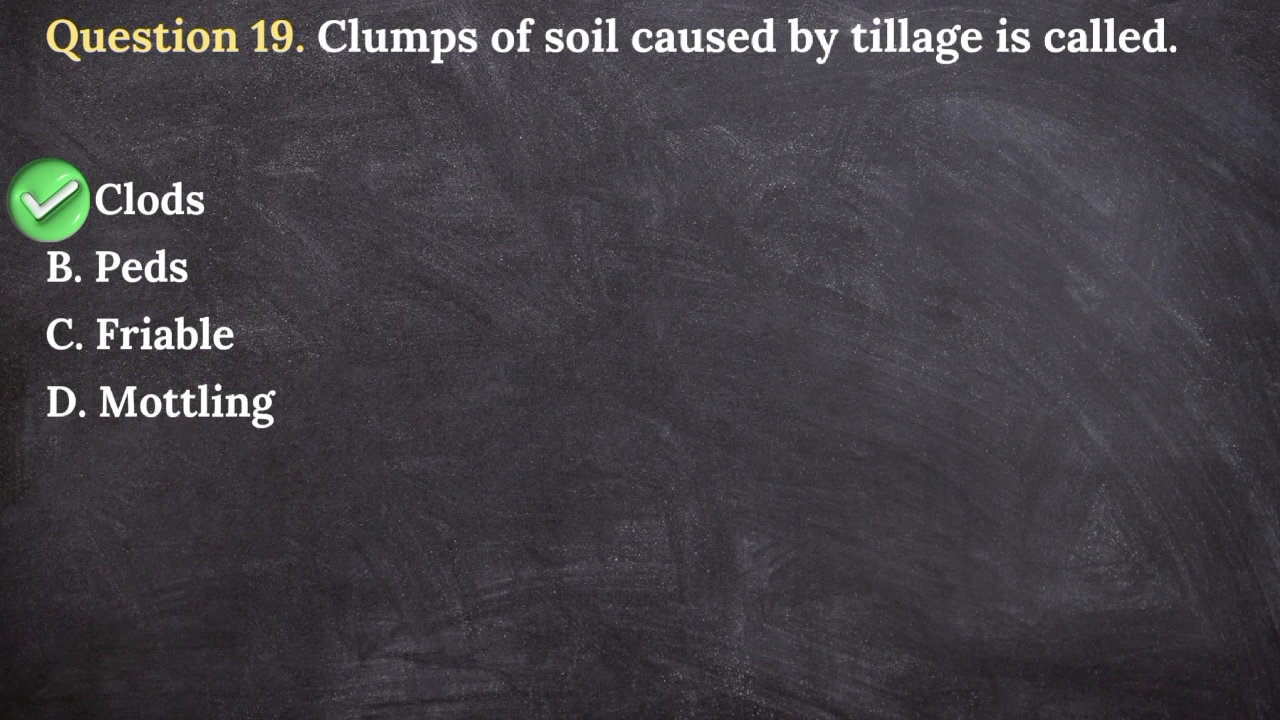 Question 19. Clumps of soil caused by tillage is called.
Clods
B. Peds
C. Friable
D. Mottling